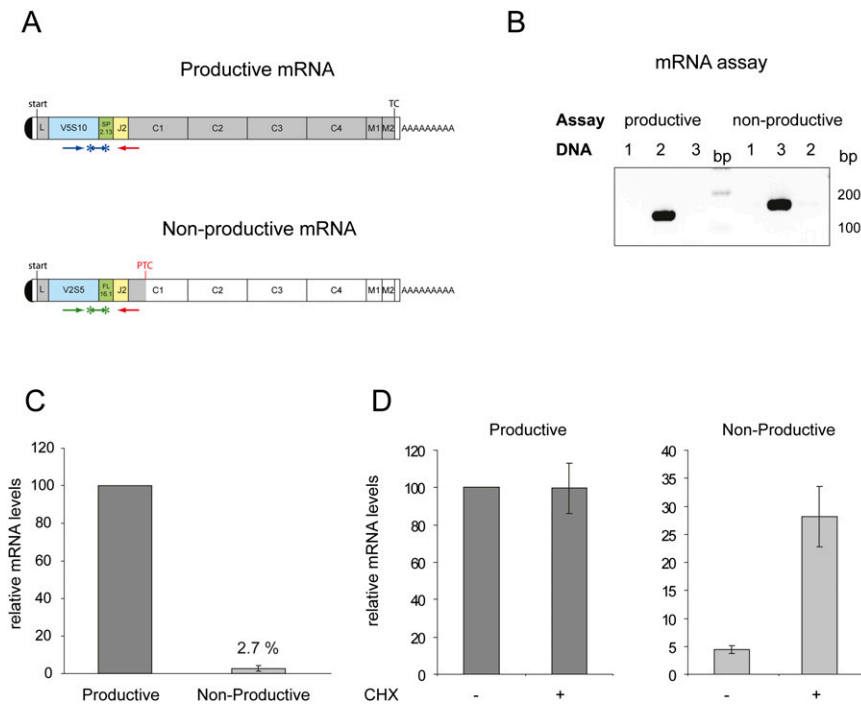 A
Productive mRNA
start
TC
L V5S10 SP 2.13 J2 C1 C2 C3 C4 M1 M2 AAAAAAAAA
Non-productive mRNA
start
PTC
L V2S5 FL 16.1 J2 C1 C2 C3 C4 M1 M2 AAAAAAAAA
B
mRNA assay
Assay productive non-productive
DNA 1 2 3 bp 1 3 2 bp
200
100
C
relative mRNA levels
120
100
80
60
40
20
0
2.7 %
Productive Non-Productive
D
Productive
relative mRNA levels
120
100
80
60
40
20
0
CHX - +
Non-Productive
40
35
30
25
20
15
10
5
0
- +